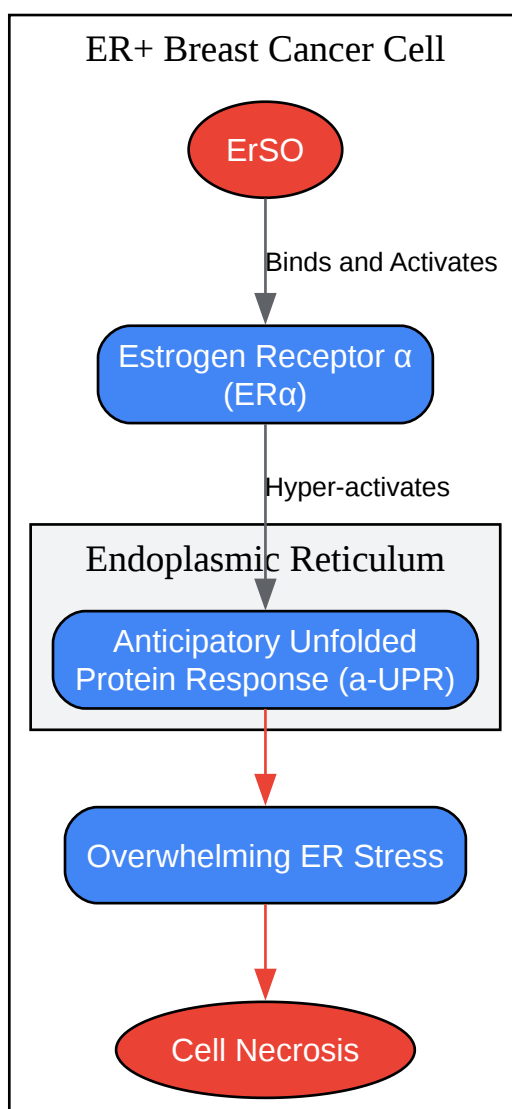 ER+ Breast Cancer Cell
ErSO
Binds and Activates
Estrogen Receptor α
(ERα)
Hyper-activates
Endoplasmic Reticulum
Anticipatory Unfolded
Protein Response (a-UPR)
Overwhelming ER Stress
Cell Necrosis